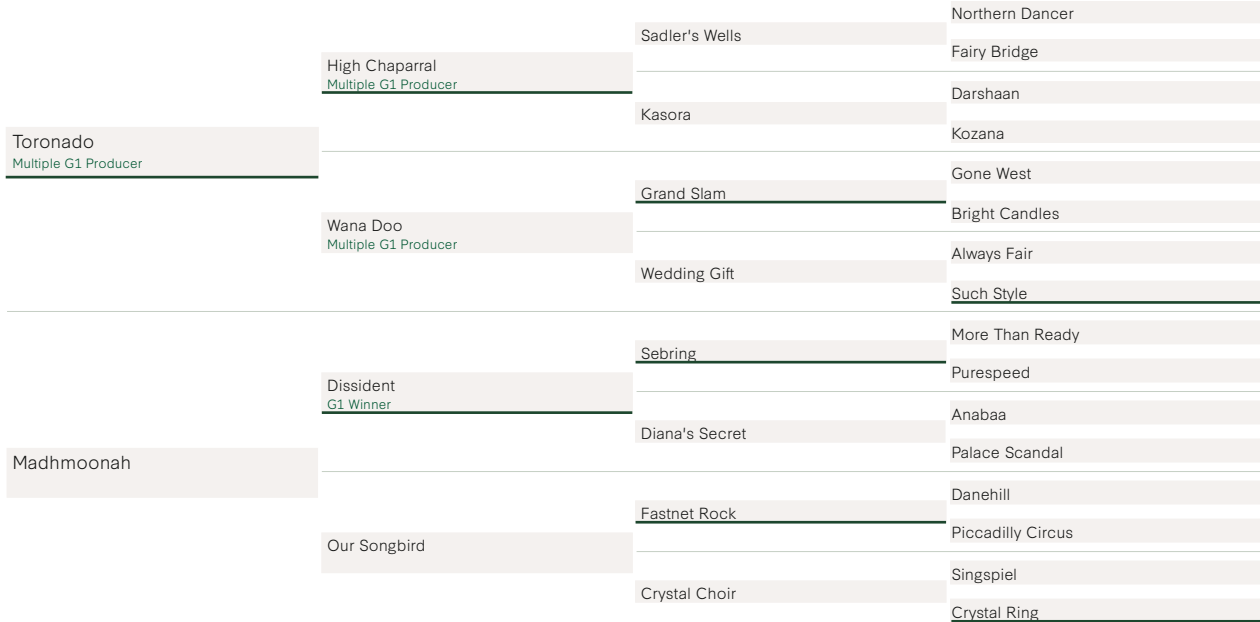 Toronado
Multiple G1 Producer
Madhmoonah
High Chaparral
Multiple G1 Producer
Wana Doo
Multiple G1 Producer
Dissident
G1 Winner
Our Songbird
Sadler's Wells
Kasora
Grand Slam
Wedding Gift
Sebring
Diana's Secret
Fastnet Rock
Crystal Choir
Northern Dancer
Fairy Bridge
Darshaan
Kozana
Gone West
Bright Candles
Always Fair
Such Style
More Than Ready
Purespeed
Anabaa
Palace Scandal
Danehill
Piccadilly Circus
Singspiel
Crystal Ring